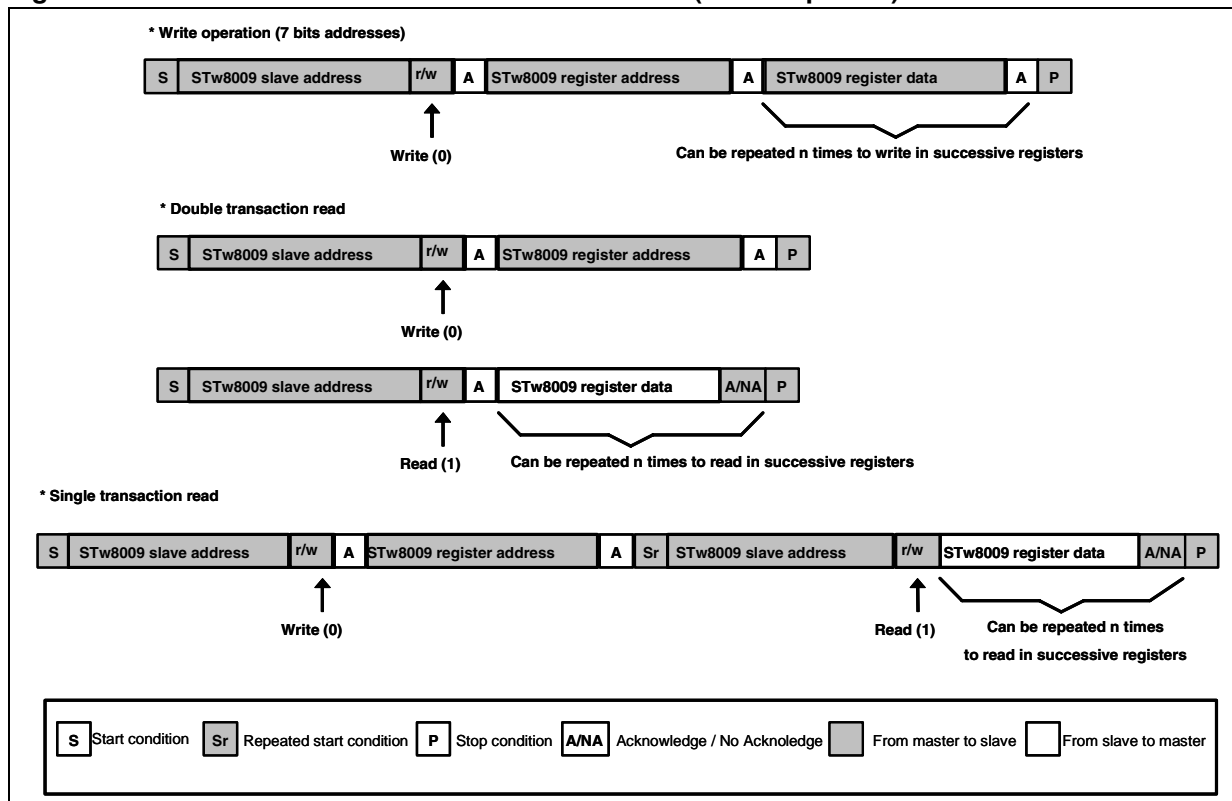 * Write operation (7 bits addresses)
S STw8009 slave address r/w A STw8009 register address A STw8009 register data A P
Write (0)
Can be repeated n times to write in successive registers
* Double transaction read
S STw8009 slave address r/w A STw8009 register address A P
Write (0)
S STw8009 slave address r/w A STw8009 register data A/NA P
Read (1)
Can be repeated n times to read in successive registers
* Single transaction read
S STw8009 slave address r/w A STw8009 register address A Sr STw8009 slave address r/w STw8009 register data A/NA P
Write (0)
Read (1)
Can be repeated n times
to read in successive registers
S Start condition Sr Repeated start condition P Stop condition A/NA Acknowledge / No Acknoledge From master to slave From slave to master